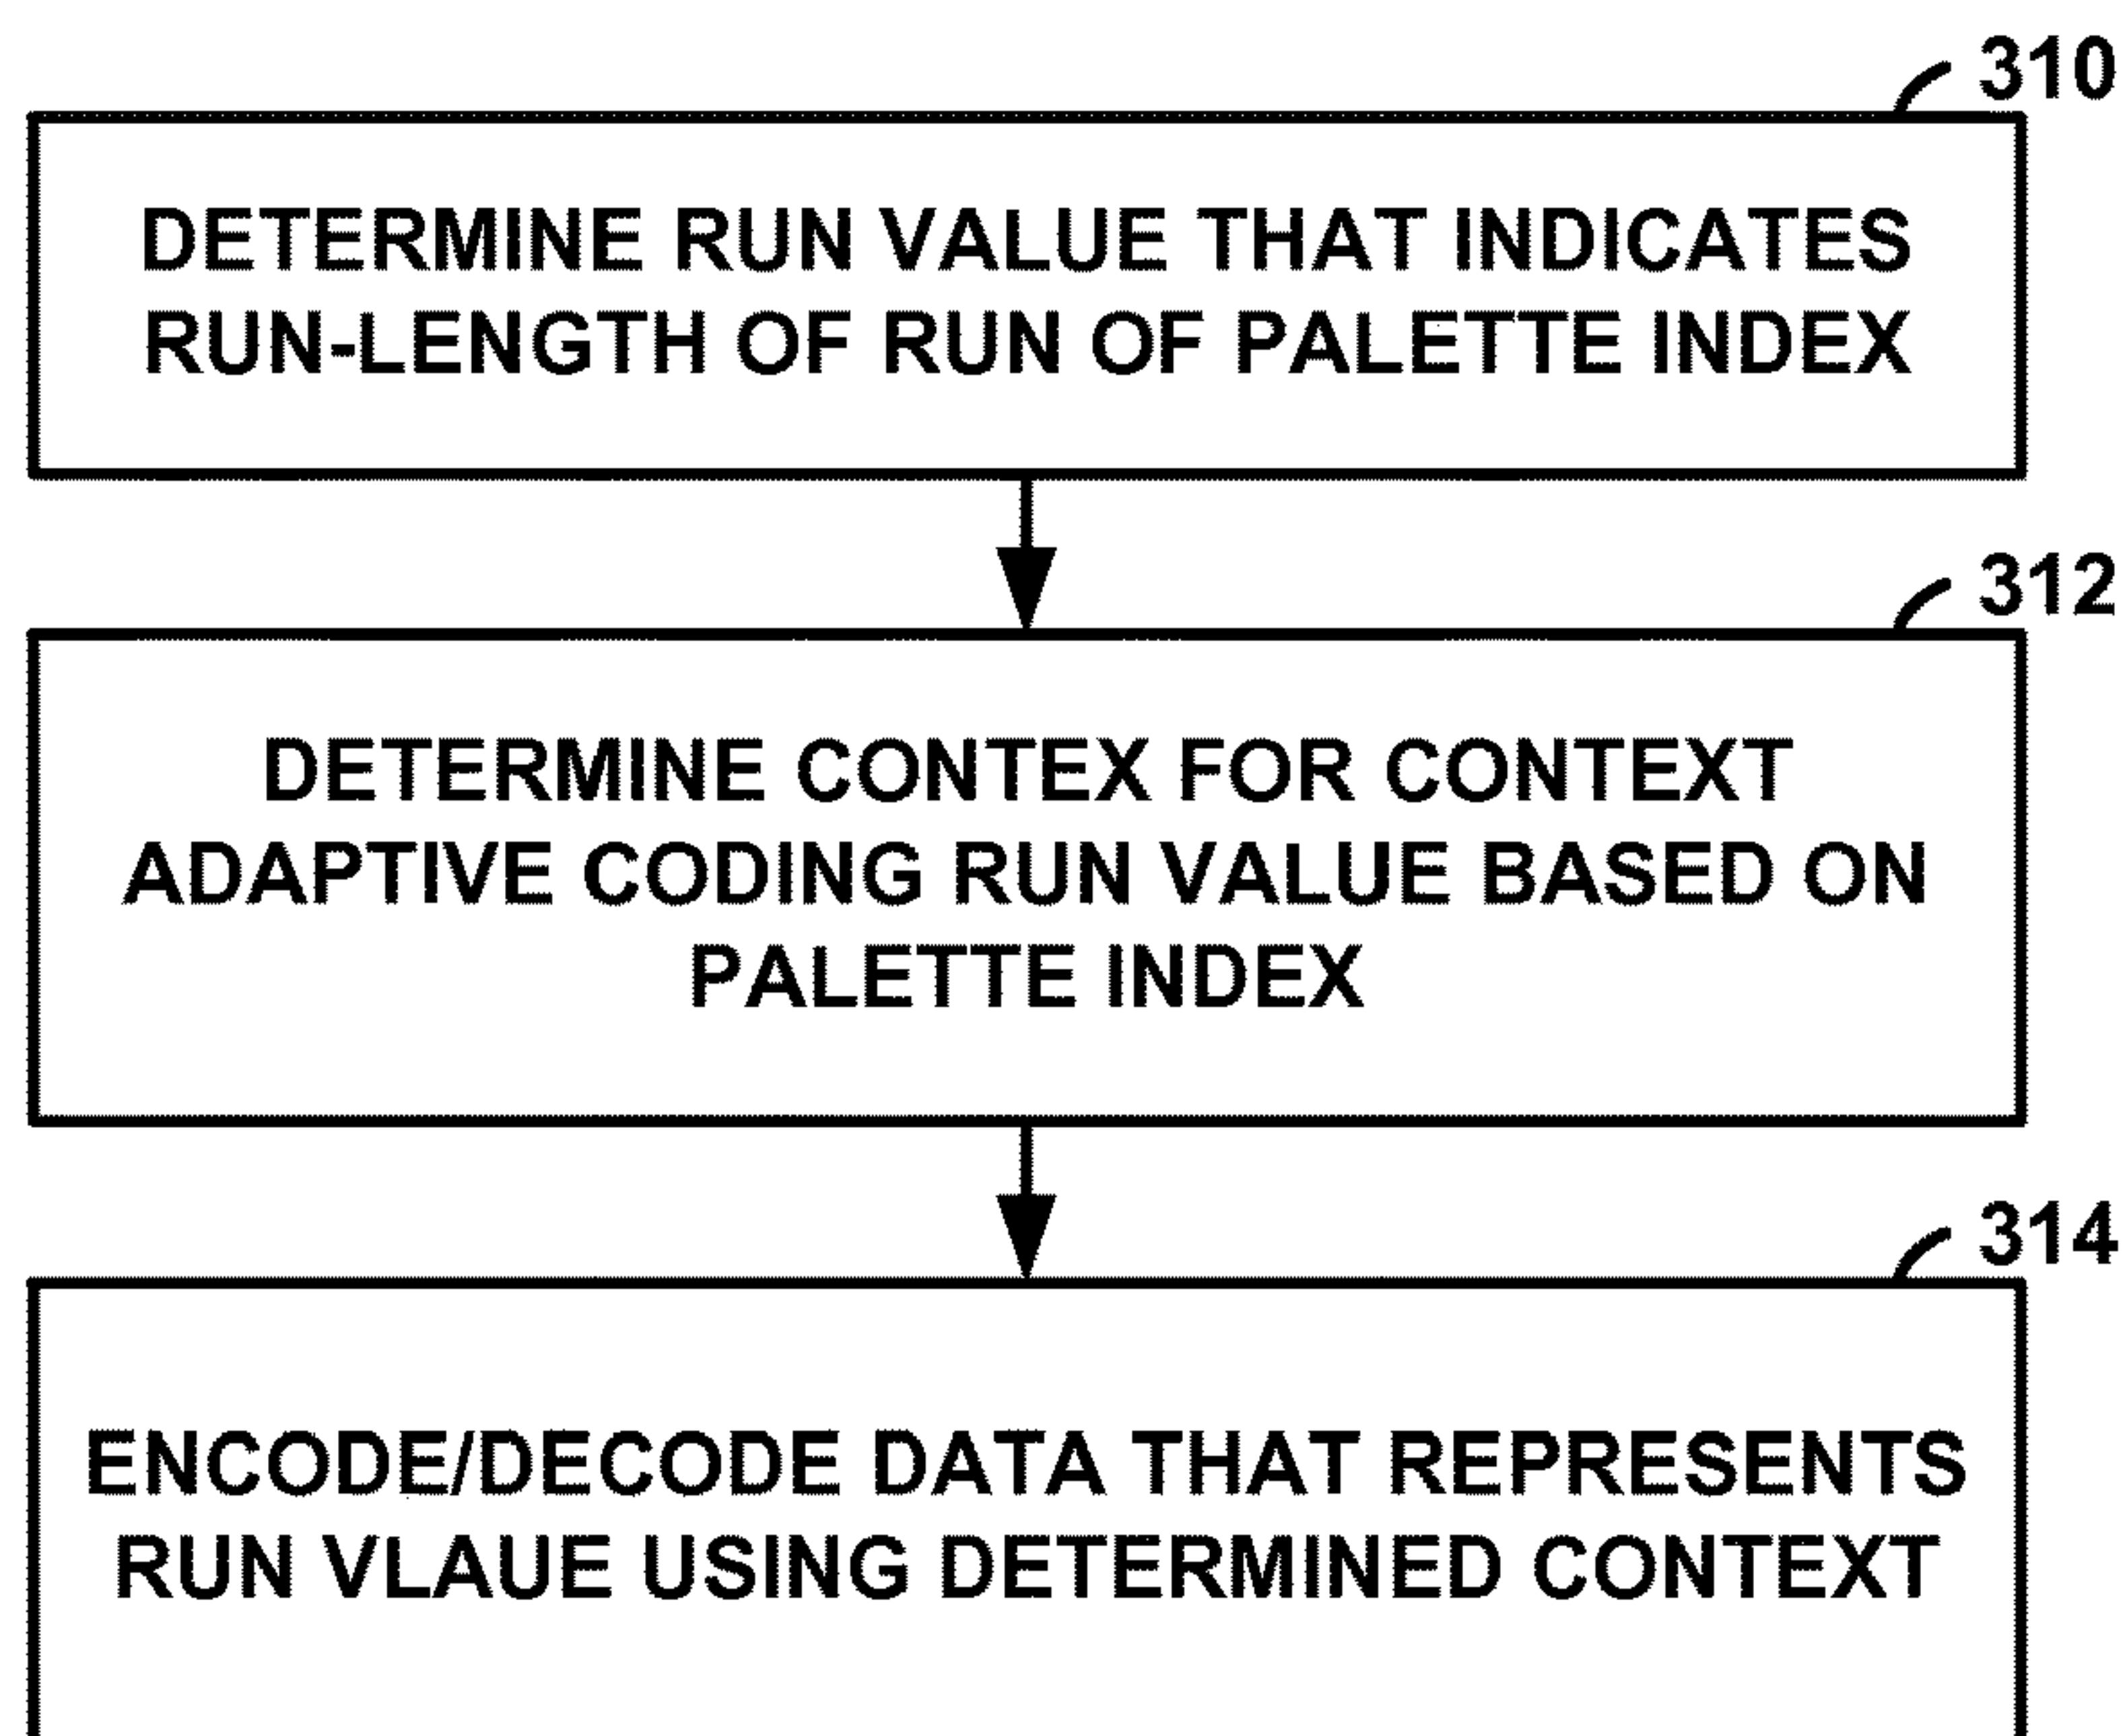 310
DETERMINE RUN VALUE THAT INDICATES
RUN-LENGTH OF RUN OF PALETTE INDEX
312
DETERMINE CONTEX FOR CONTEXT
ADAPTIVE CODING RUN VALUE BASED ON
PALETTE INDEX
314
ENCODE/DECODE DATA THAT REPRESENTS
RUN VLAUE USING DETERMINED CONTEXT